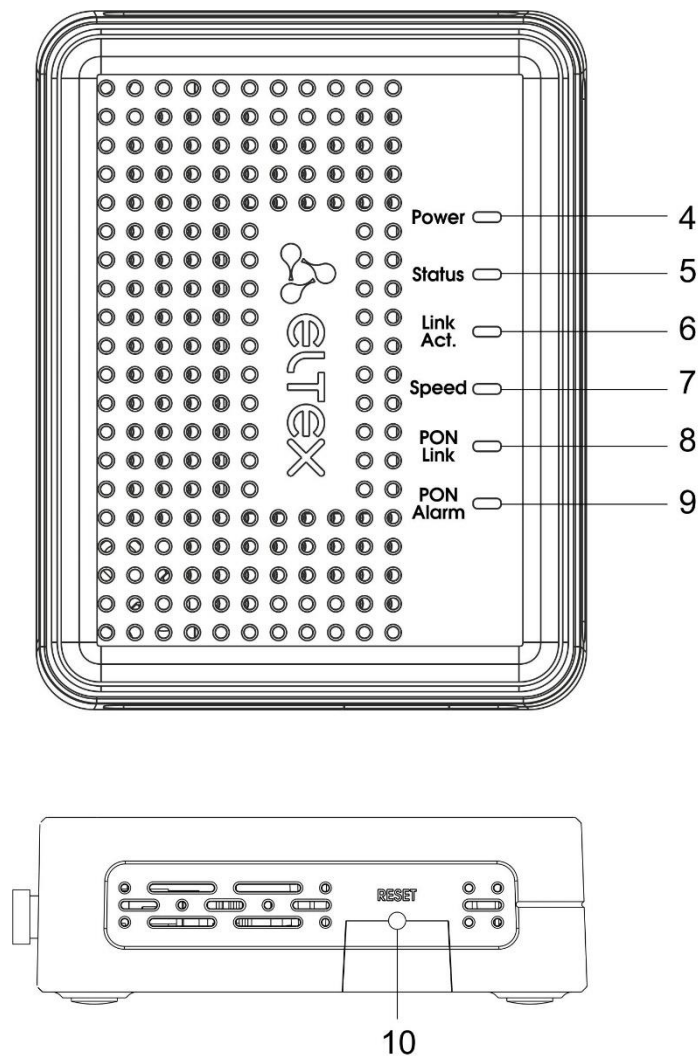 Power 4
Status 5
Link
Act. 6
Speed 7
PON
Link 8
PON
Alarm 9
ELTEX
RESET
10